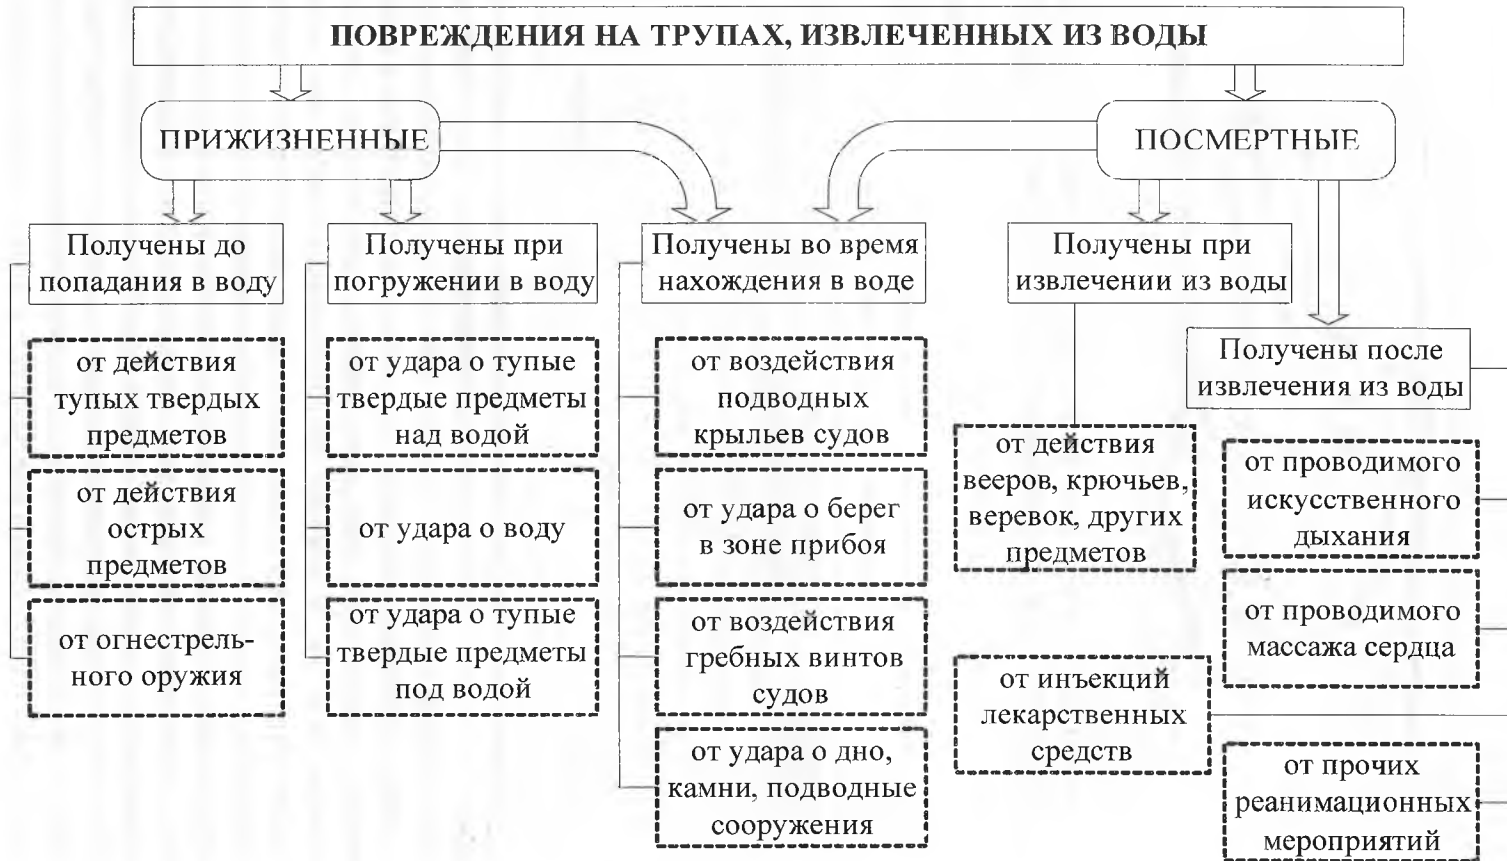 ПОВРЕЖДЕНИЯ НА ТРУПАХ, ИЗВЛЕЧЕННЫХ ИЗ ВОДЫ
ПРИЖИЗНЕННЫЕ
ПОСМЕРТНЫЕ
Получены до
попадания в воду
от действия
тупых твердых
предметов
от действия
острых
предметов
от огнестрель-
ного оружия
Получены при
погружении в воду
от удара о тупые
твердые предметы
над водой
от удара о воду
от удара о тупые
твердые предметы
под водой
Получены во время
нахождения в воде
от воздействия
подводных
крыльев судов
от удара о берег
в зоне прибоя
от воздействия
гребных винтов
судов
от удара о дно,
камни, подводные
сооружения
Получены при
извлечении из воды
от действия
вееров, крючьев,
веревок, других
предметов
Получены после
извлечения из воды
от проводимого
искусственного
дыхания
от проводимого
массажа сердца
от инъекций
лекарственных
средств
от прочих
реанимационных
мероприятий